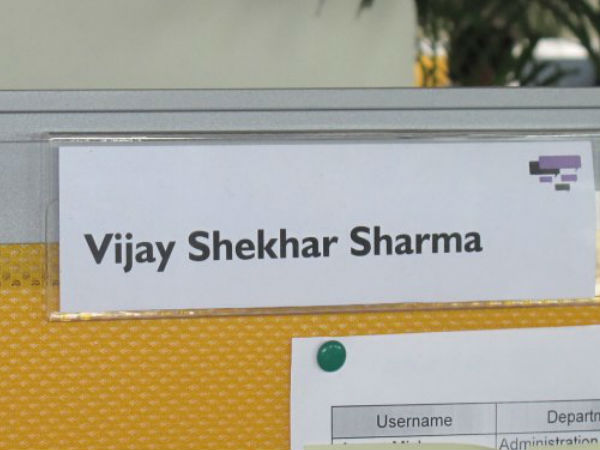 Vijay Shekhar Sharma
Username
Administration